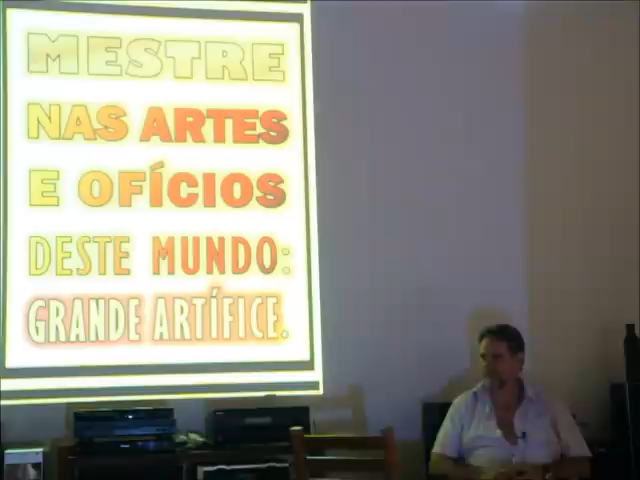 MESTRE
NAS ARTES
E OFÍCIOS
DESTE MUNDO:
GRANDE ARTÍFICE.